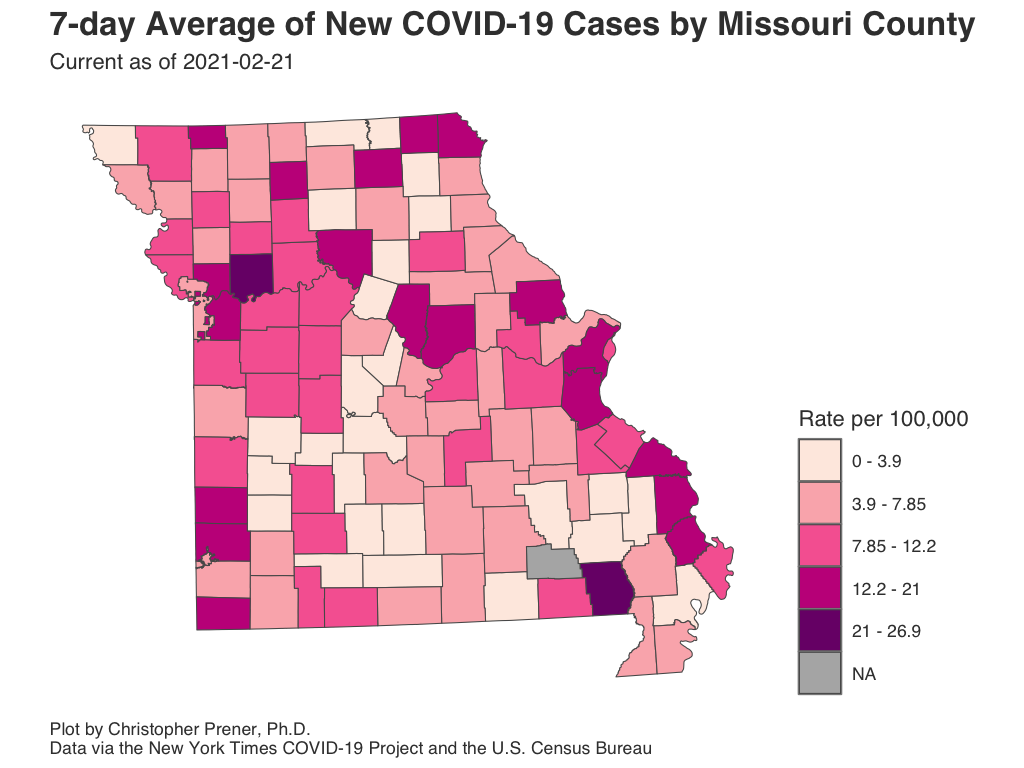 7-day Average of New COVID-19 Cases by Missouri County
Current as of 2021-02-21
Rate per 100,000
0 - 3.9
3.9 - 7.85
7.85 - 12.2
12.2 - 21
21 - 26.9
NA
Plot by Christopher Prener, Ph.D.
Data via the New York Times COVID-19 Project and the U.S. Census Bureau